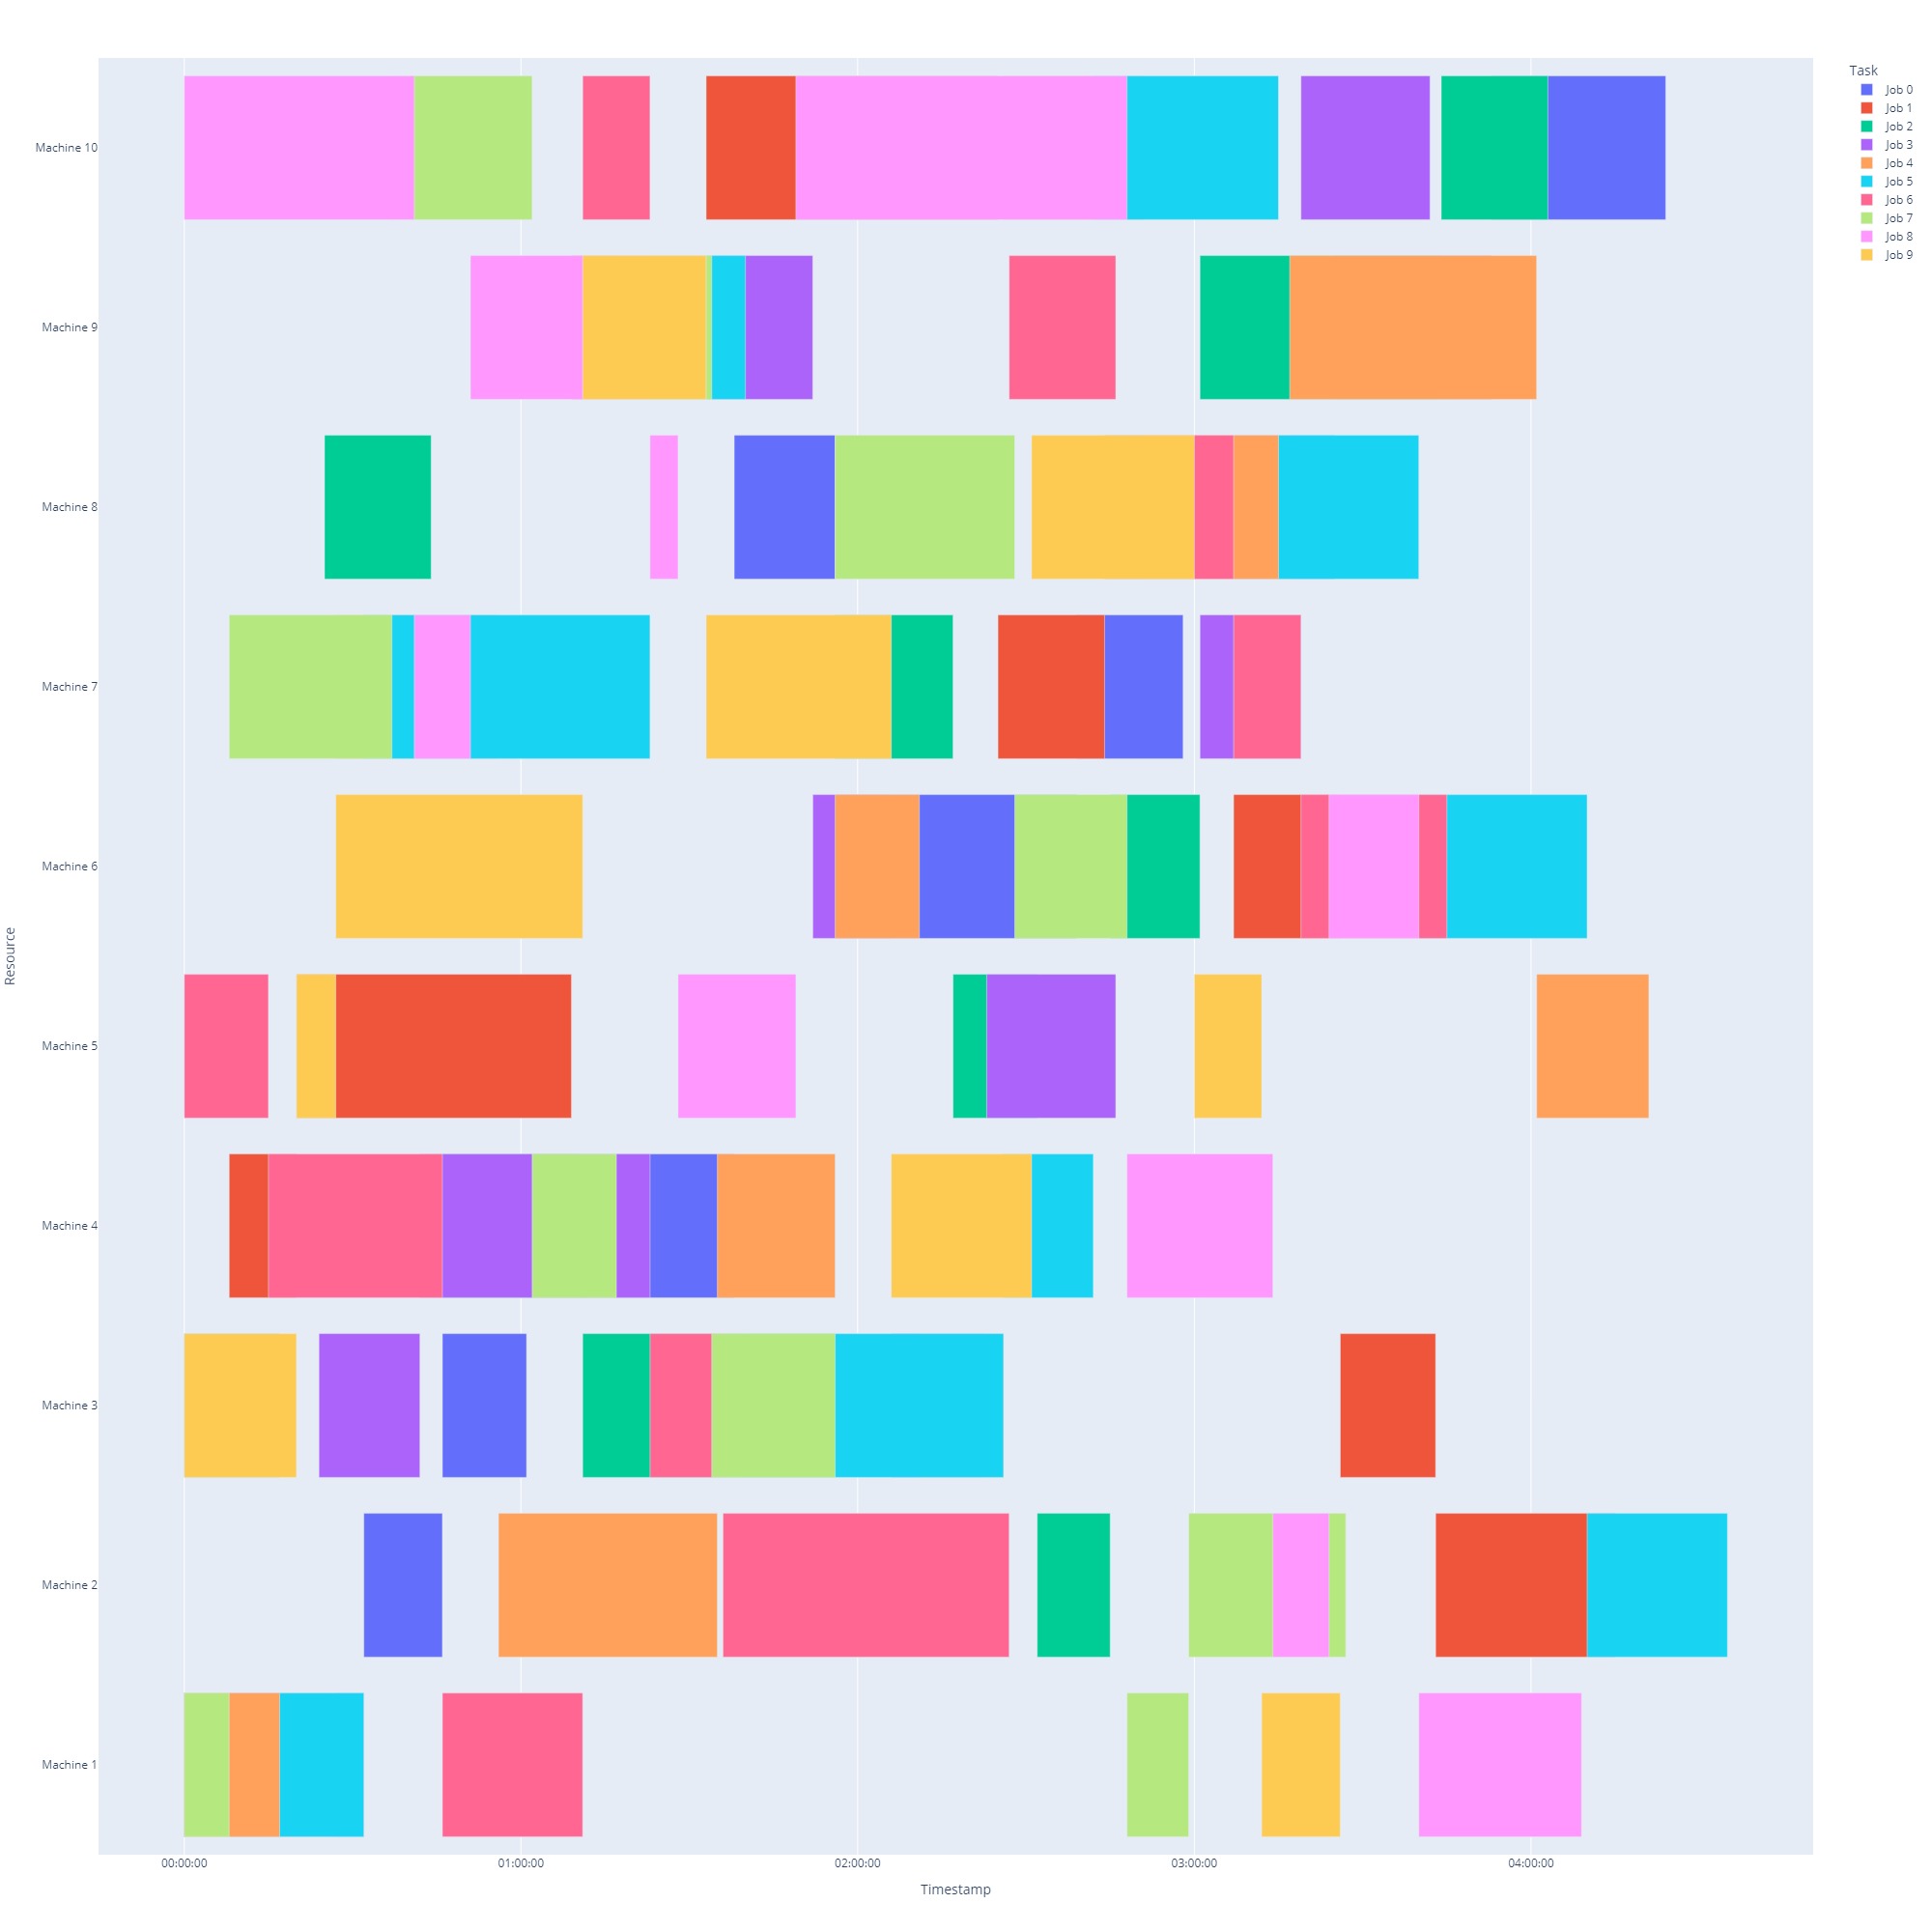 Task
Job 0
Job 1
Job 2
Job 3
Job 4
Job 5
Job 6
Job 7
Job 8
Job 9
Machine 10
Machine 9
Machine 8
Machine 7
Machine 6
Resource
Machine 5
Machine 4
Machine 3
Machine 2
Machine 1
00:00:00 01:00:00 02:00:00 03:00:00 04:00:00
Timestamp